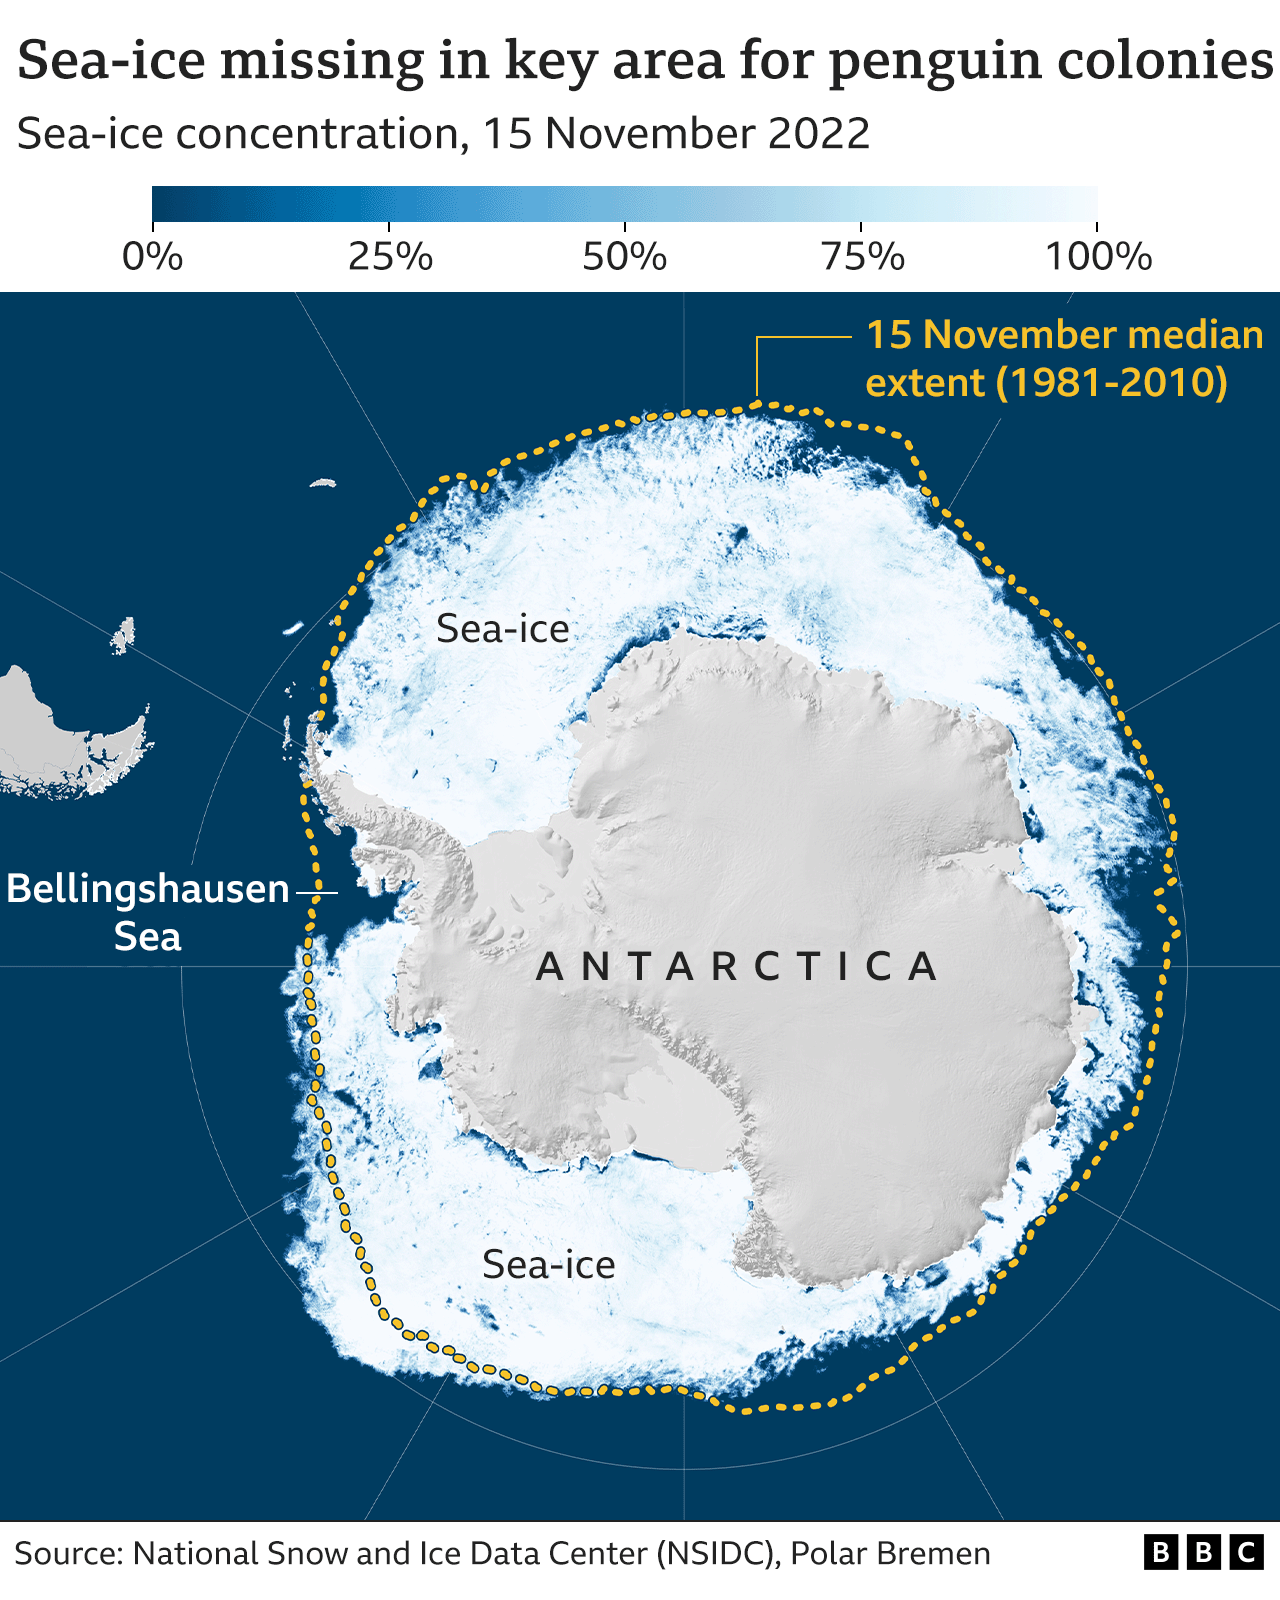 Sea-ice missing in key area for penguin colonies
Sea-ice concentration, 15 November 2022
0% 25% 50% 75% 100%
15 November median
extent (1981-2010)
Sea-ice
Bellingshausen
Sea
ANTARCTICA
Sea-ice
Source: National Snow and Ice Data Center (NSIDC), Polar Bremen
BBC